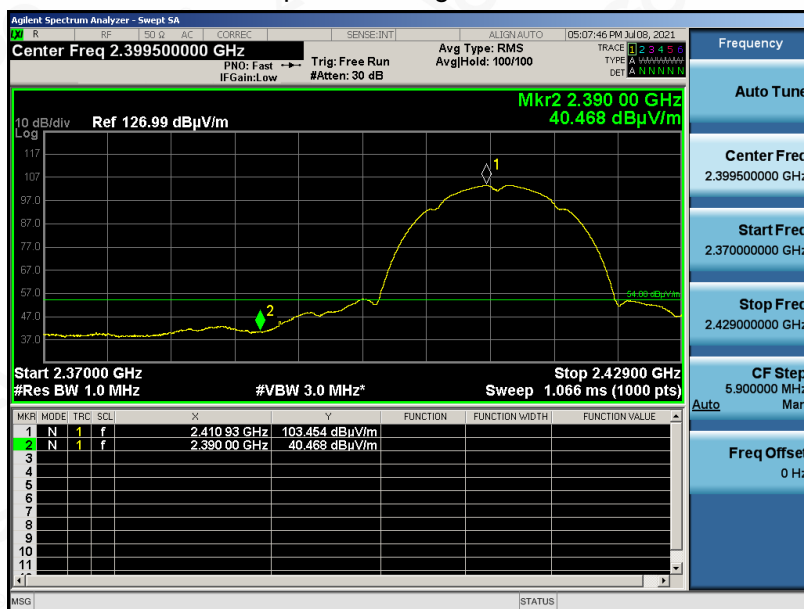 Agilent Spectrum Analyzer - Swept SA
LXI R RF 50 Ω AC CORREC SENSE:INT ALIGN AUTO 05:07:46 PM Jul 08, 2021
Center Freq 2.399500000 GHz
PNO: Fast
IFGain:Low
Trig: Free Run
#Atten: 30 dB
Avg Type: RMS
Avg|Hold: 100/100
TRACE 1 2 3 4 5 6
TYPE A WWWWW
DET A N N N N N
Mkr2 2.390 00 GHz
40.468 dBµV/m
10 dB/div Ref 126.99 dBµV/m
Log
117
107
97.0
87.0
77.0
67.0
57.0
47.0
37.0
1
2
54.00 dBµV/m
Start 2.37000 GHz Stop 2.42900 GHz
#Res BW 1.0 MHz #VBW 3.0 MHz* Sweep 1.066 ms (1000 pts)
MKR MODE TRC SCL X Y FUNCTION FUNCTION WIDTH FUNCTION VALUE
1 N 1 f 2.410 93 GHz 103.454 dBµV/m
2 N 1 f 2.390 00 GHz 40.468 dBµV/m
3
4
5
6
7
8
9
10
11
MSG STATUS
Frequency
Auto Tune
Center Freq
2.399500000 GHz
Start Freq
2.370000000 GHz
Stop Freq
2.429000000 GHz
CF Step
5.900000 MHz
Auto Man
Freq Offset
0 Hz